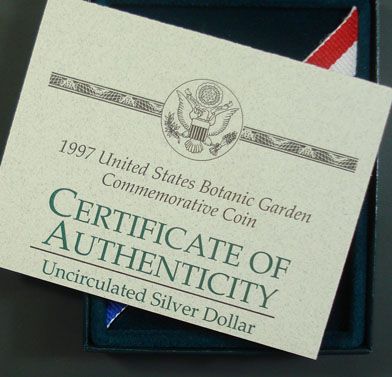 1997 United States Botanic Garden
Commemorative Coin
CERTIFICATE OF
AUTHENTICITY
Uncirculated Silver Dollar